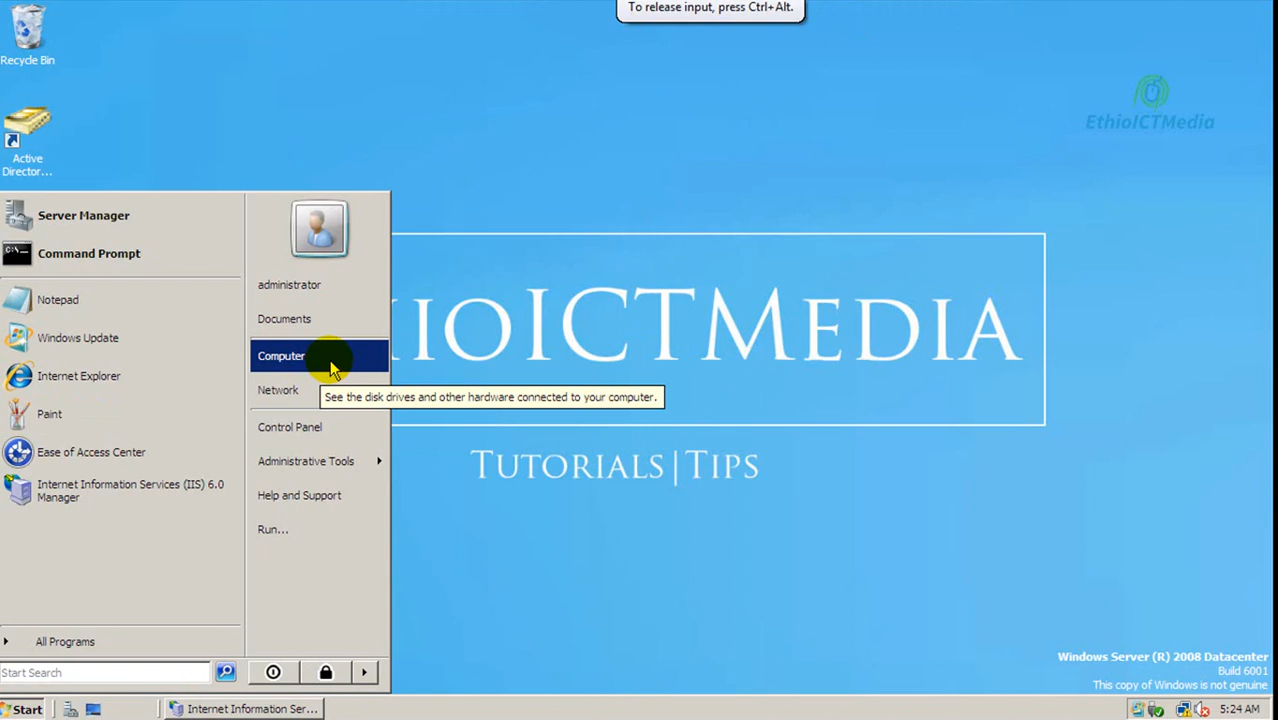 To release input, press Ctrl+Alt.
Recycle Bin
EthioICTMedia
Active
Director...
Server Manager
Command Prompt
Notepad
Windows Update
Internet Explorer
Paint
Ease of Access Center
Internet Information Services (IIS) 6.0
Manager
All Programs
Start Search
administrator
Documents
Computer
See the disk drives and other hardware connected to your computer.
Network
Control Panel
Administrative Tools
Help and Support
Run...
hioICTMedia
Tutorials|Tips
Windows Server (R) 2008 Datacenter
Build 6001
This copy of Windows is not genuine
Start
Internet Information Ser...
5:24 AM